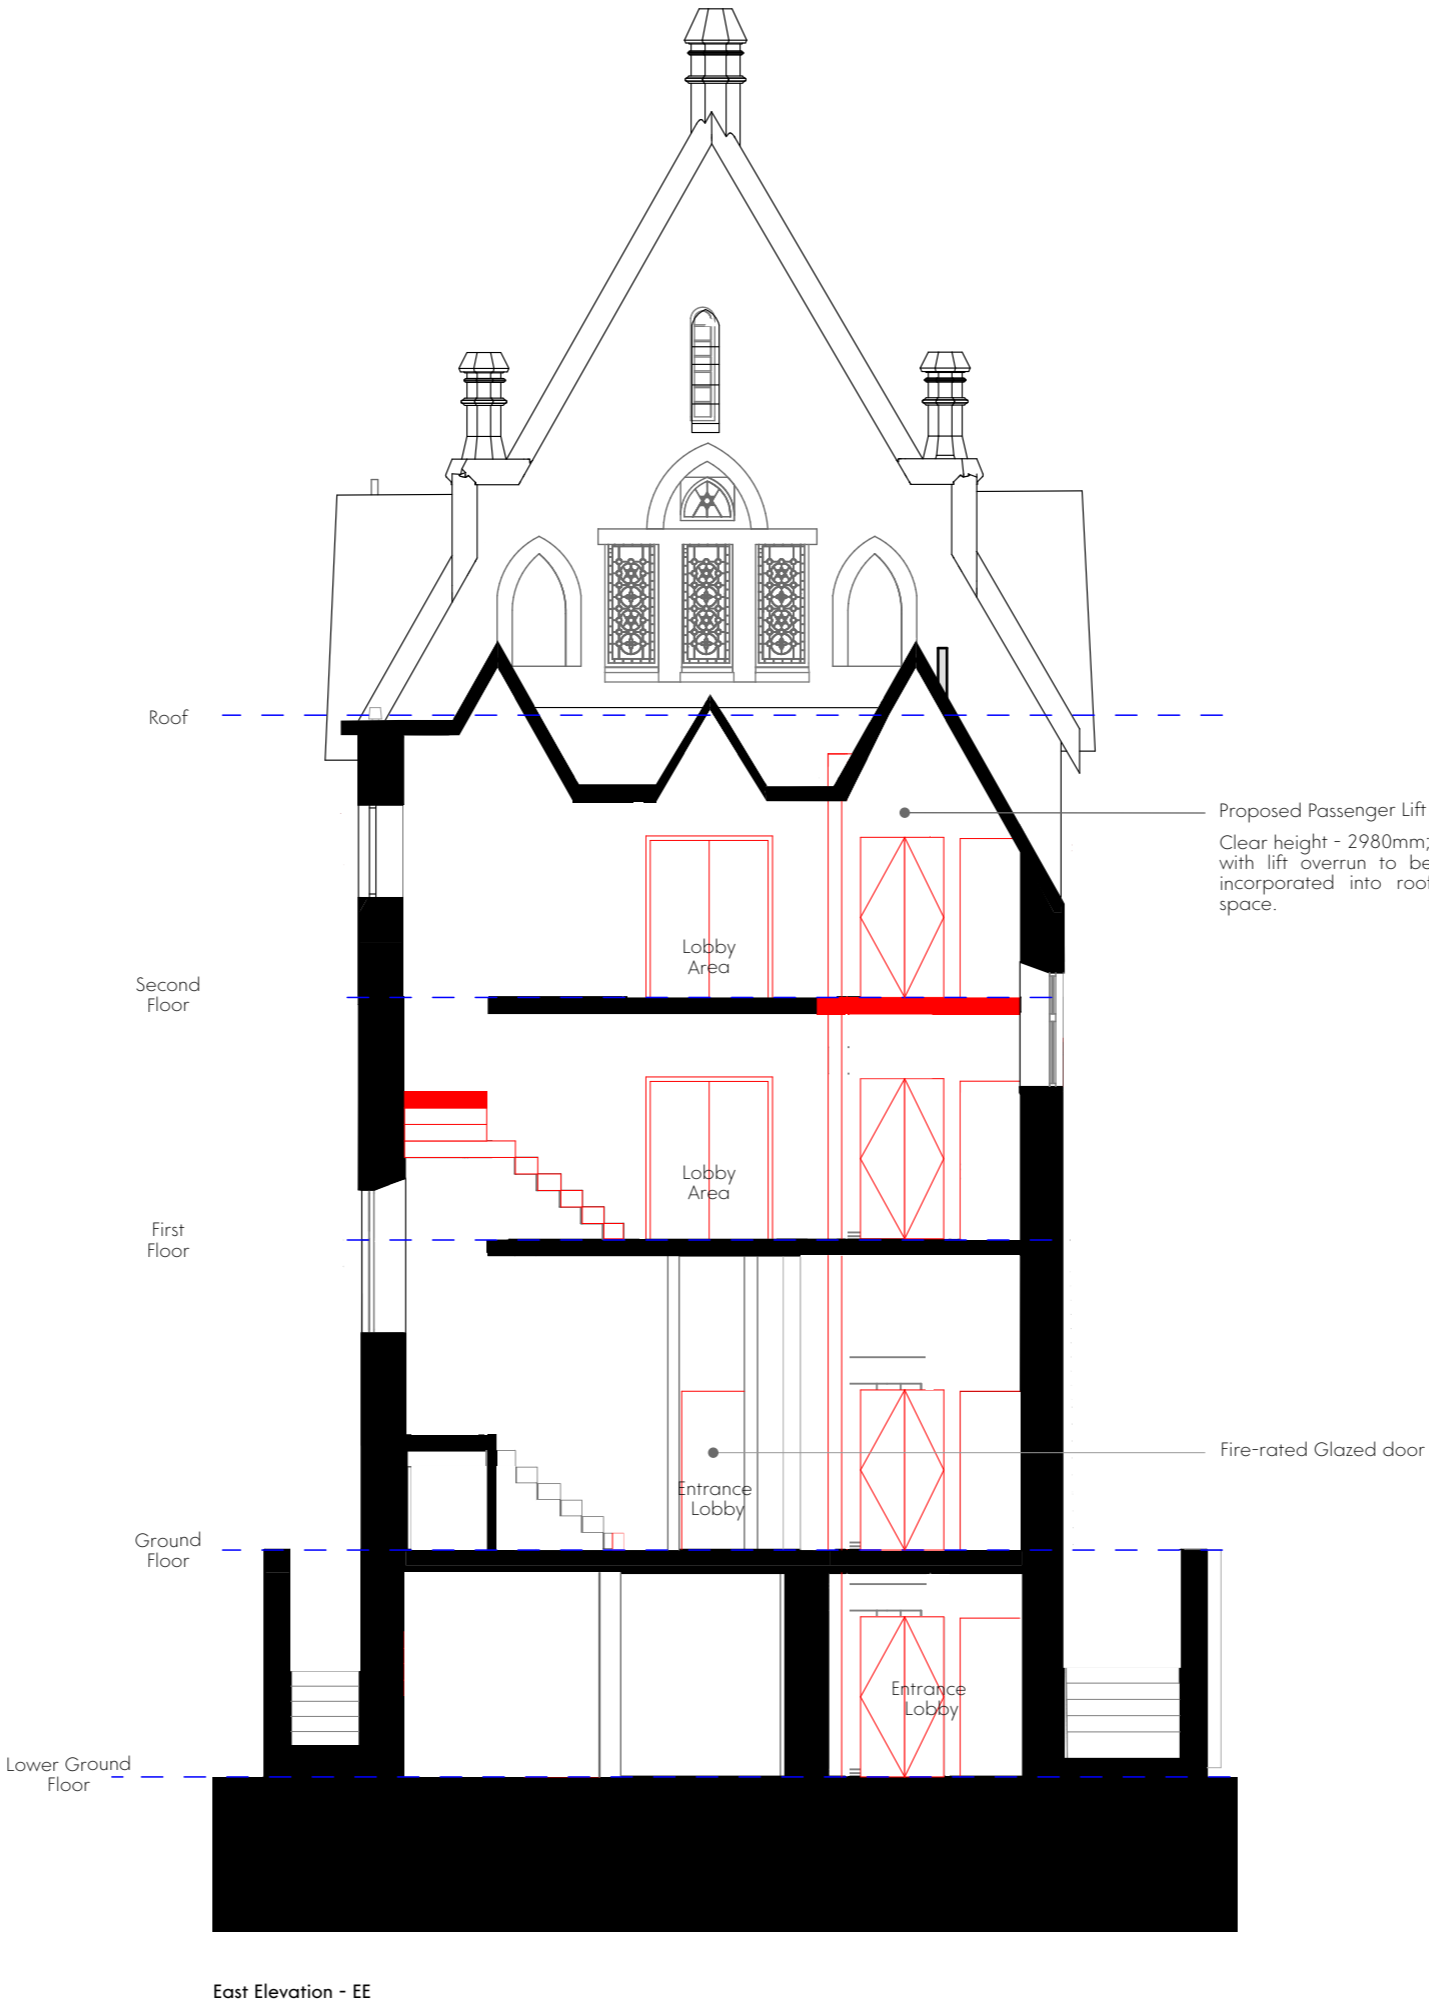 Roof
Proposed Passenger Lift
Clear height - 2980mm;
with lift overrun to be
incorporated into roof
space.
Lobby
Area
Second
Floor
Lobby
Area
First
Floor
Fire-rated Glazed door
Entrance
Lobby
Ground
Floor
Entrance
Lobby
Lower Ground
Floor
East Elevation - EE